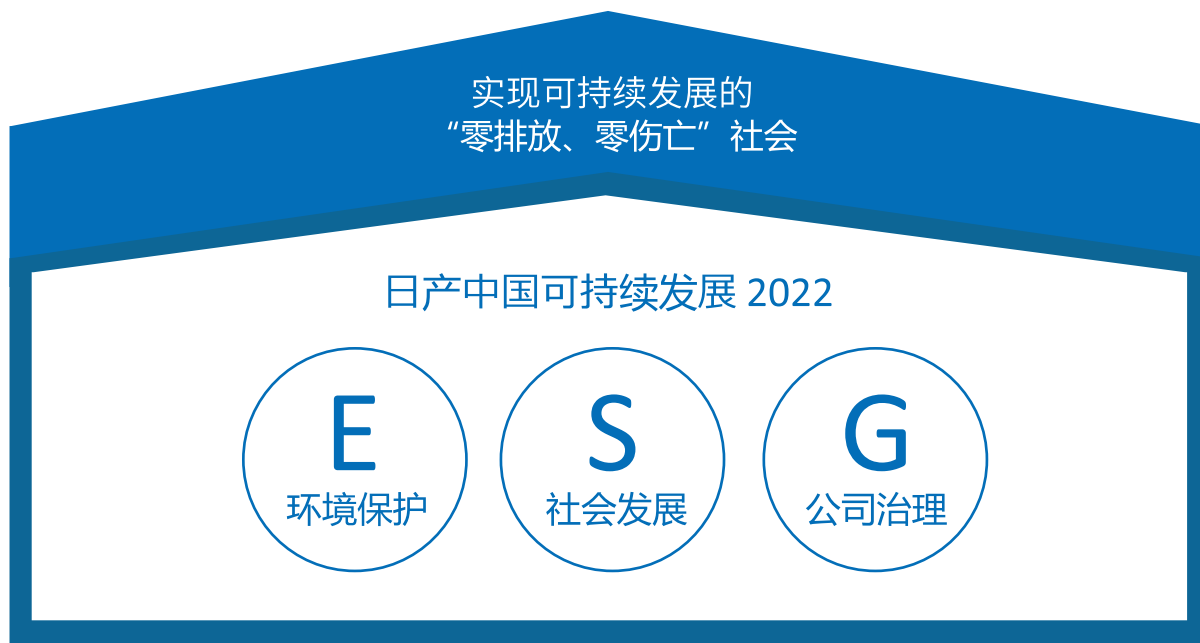 实现可持续发展的
“零排放、零伤亡”社会
日产中国可持续发展 2022
E
环境保护
S
社会发展
G
公司治理